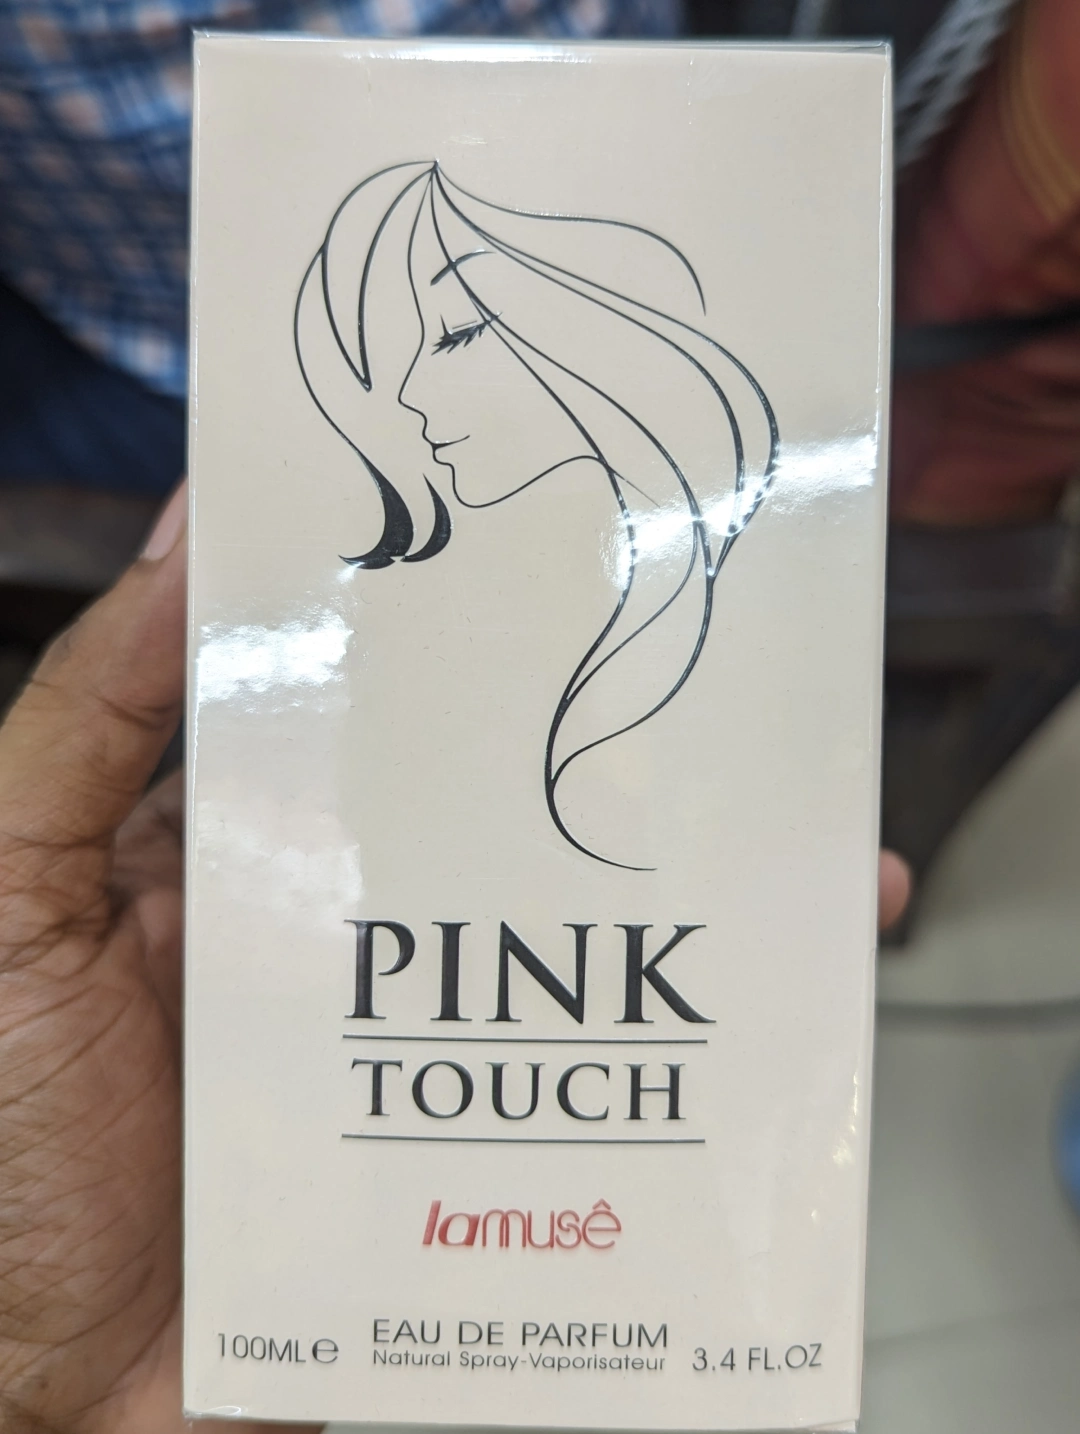 PINK
TOUCH
lamusê
EAU DE PARFUM
100ML e Natural Spray-Vaporisateur 3.4 FL.OZ